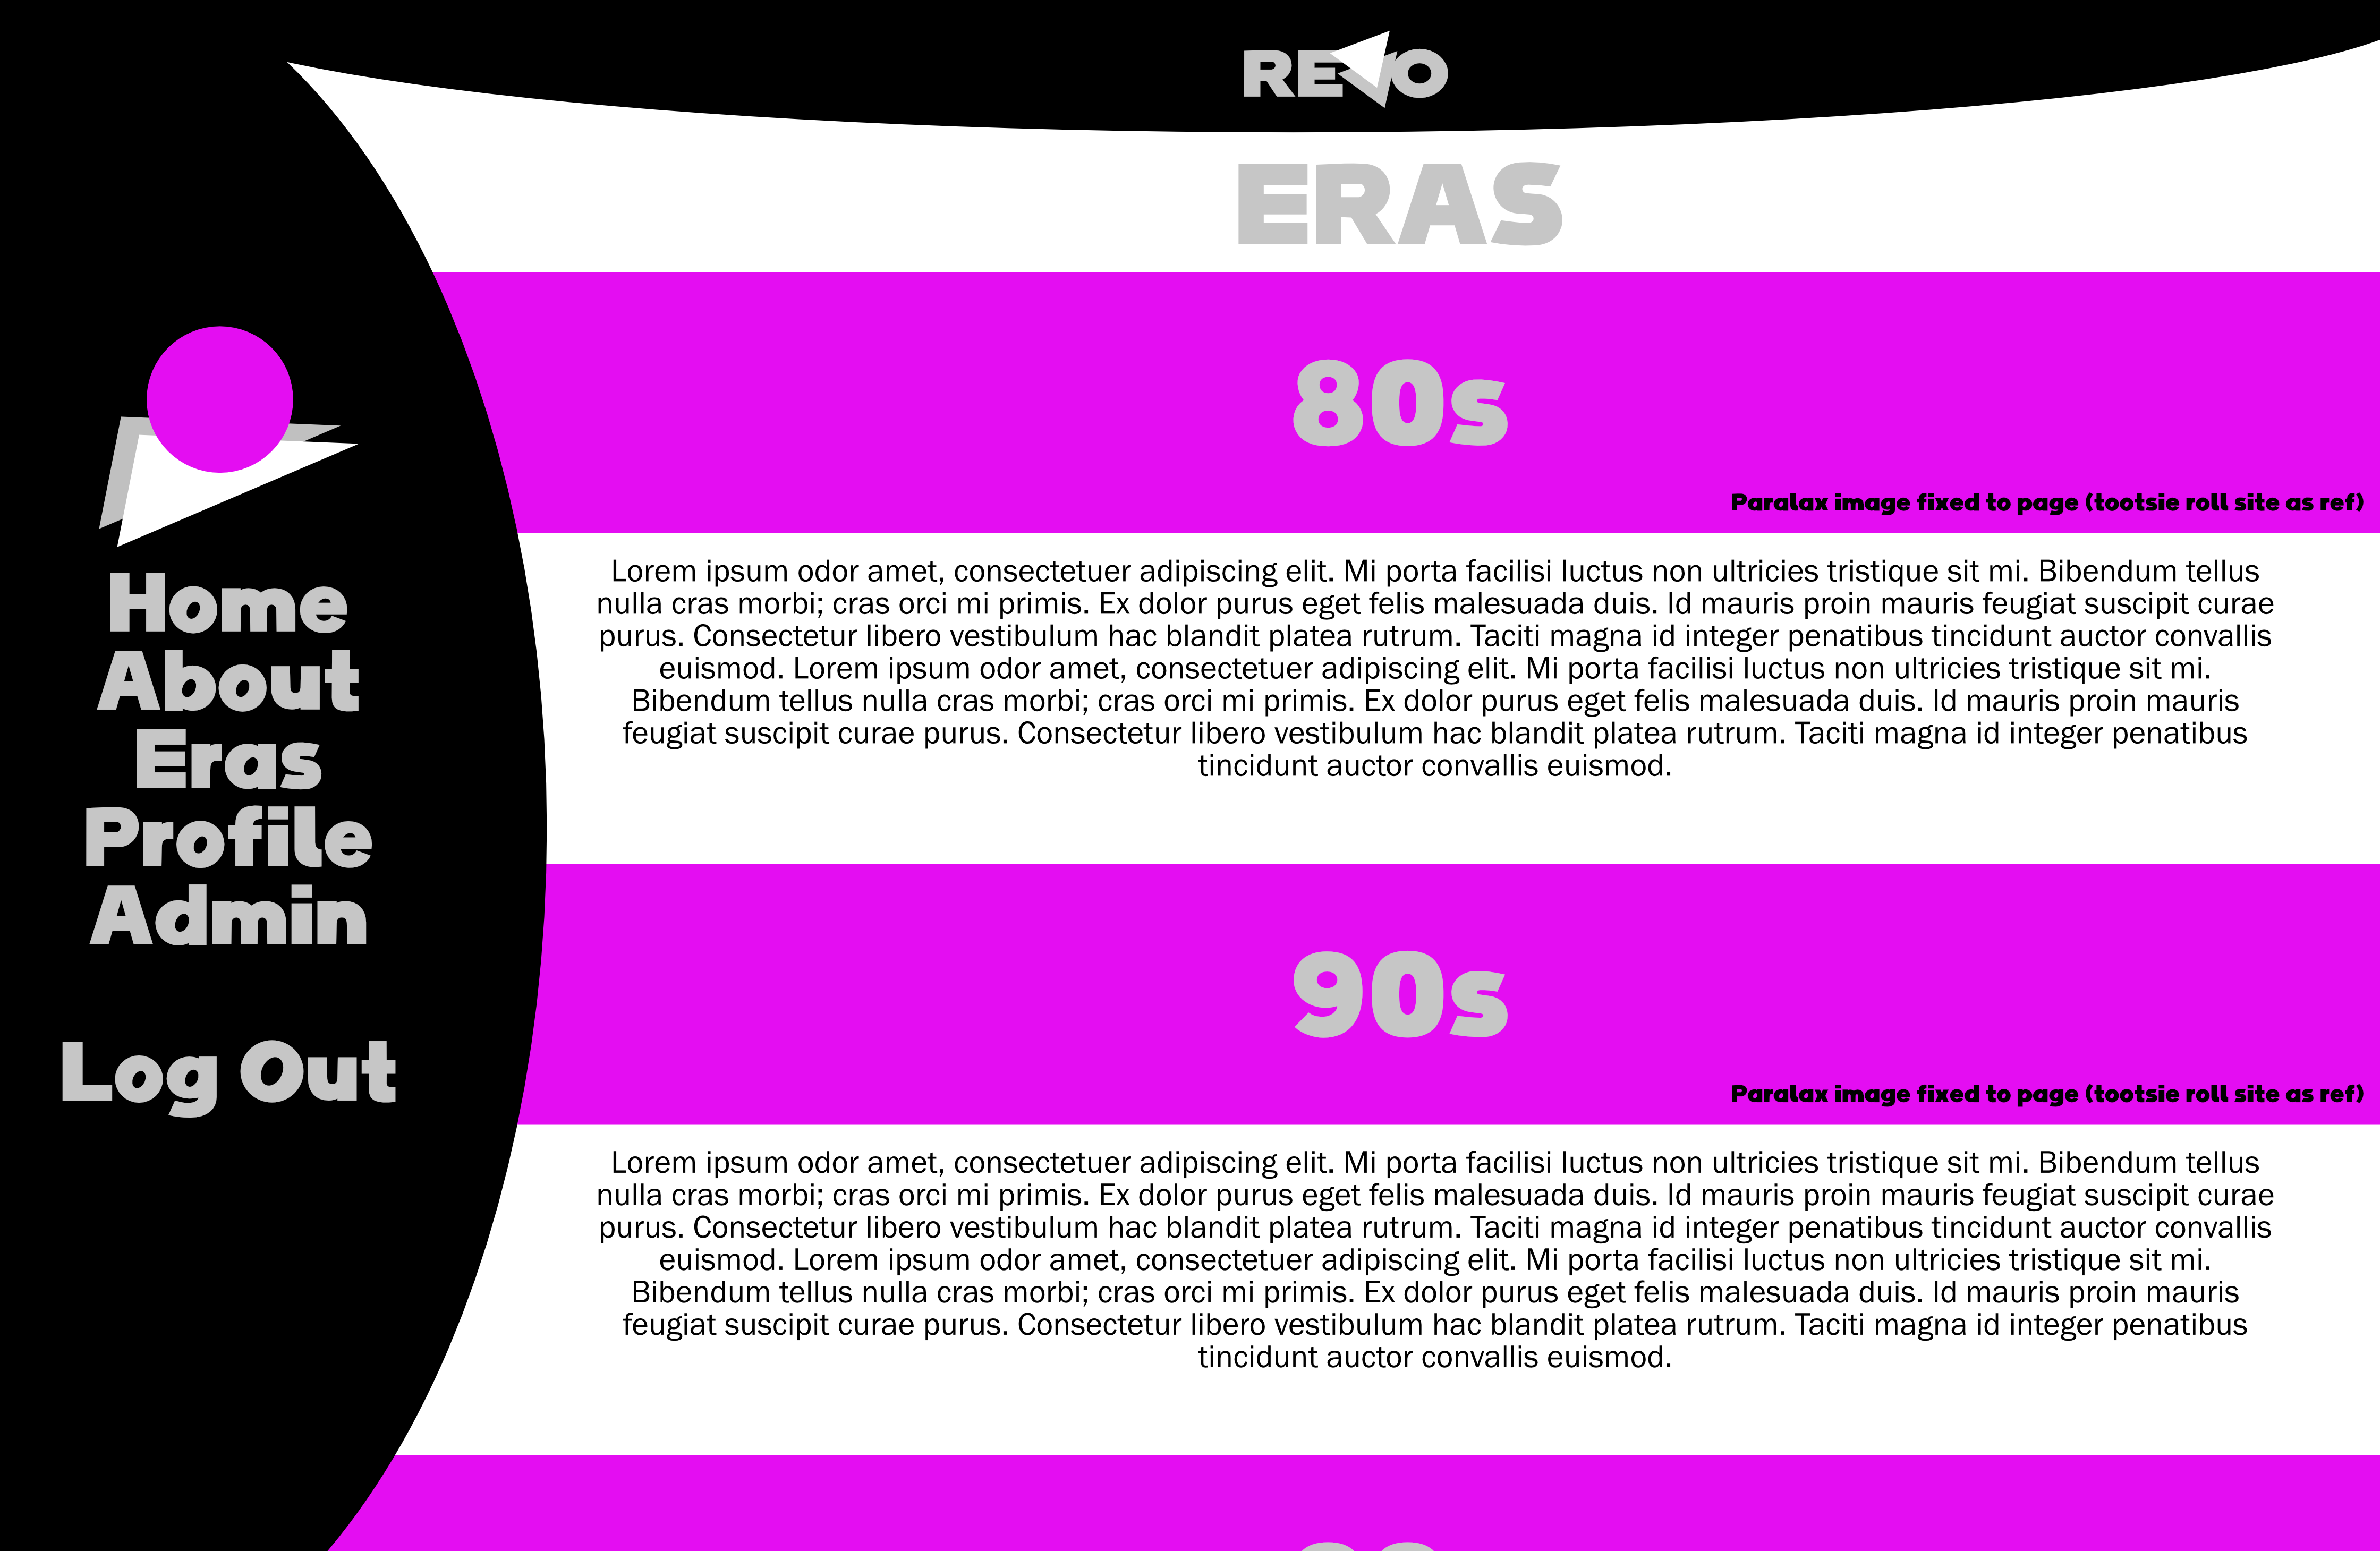 REVO
ERAS
Home
About
Eras
Profile
Admin
Log Out
80s
Paralax image fixed to page (tootsie roll site as ref)
Lorem ipsum odor amet, consectetuer adipiscing elit. Mi porta facilisi luctus non ultricies tristique sit mi. Bibendum tellus
nulla cras morbi; cras orci mi primis. Ex dolor purus eget felis malesuada duis. Id mauris proin mauris feugiat suscipit curae
purus. Consectetur libero vestibulum hac blandit platea rutrum. Taciti magna id integer penatibus tincidunt auctor convallis
euismod. Lorem ipsum odor amet, consectetuer adipiscing elit. Mi porta facilisi luctus non ultricies tristique sit mi.
Bibendum tellus nulla cras morbi; cras orci mi primis. Ex dolor purus eget felis malesuada duis. Id mauris proin mauris
feugiat suscipit curae purus. Consectetur libero vestibulum hac blandit platea rutrum. Taciti magna id integer penatibus
tincidunt auctor convallis euismod.
90s
Paralax image fixed to page (tootsie roll site as ref)
Lorem ipsum odor amet, consectetuer adipiscing elit. Mi porta facilisi luctus non ultricies tristique sit mi. Bibendum tellus
nulla cras morbi; cras orci mi primis. Ex dolor purus eget felis malesuada duis. Id mauris proin mauris feugiat suscipit curae
purus. Consectetur libero vestibulum hac blandit platea rutrum. Taciti magna id integer penatibus tincidunt auctor convallis
euismod. Lorem ipsum odor amet, consectetuer adipiscing elit. Mi porta facilisi luctus non ultricies tristique sit mi.
Bibendum tellus nulla cras morbi; cras orci mi primis. Ex dolor purus eget felis malesuada duis. Id mauris proin mauris
feugiat suscipit curae purus. Consectetur libero vestibulum hac blandit platea rutrum. Taciti magna id integer penatibus
tincidunt auctor convallis euismod.